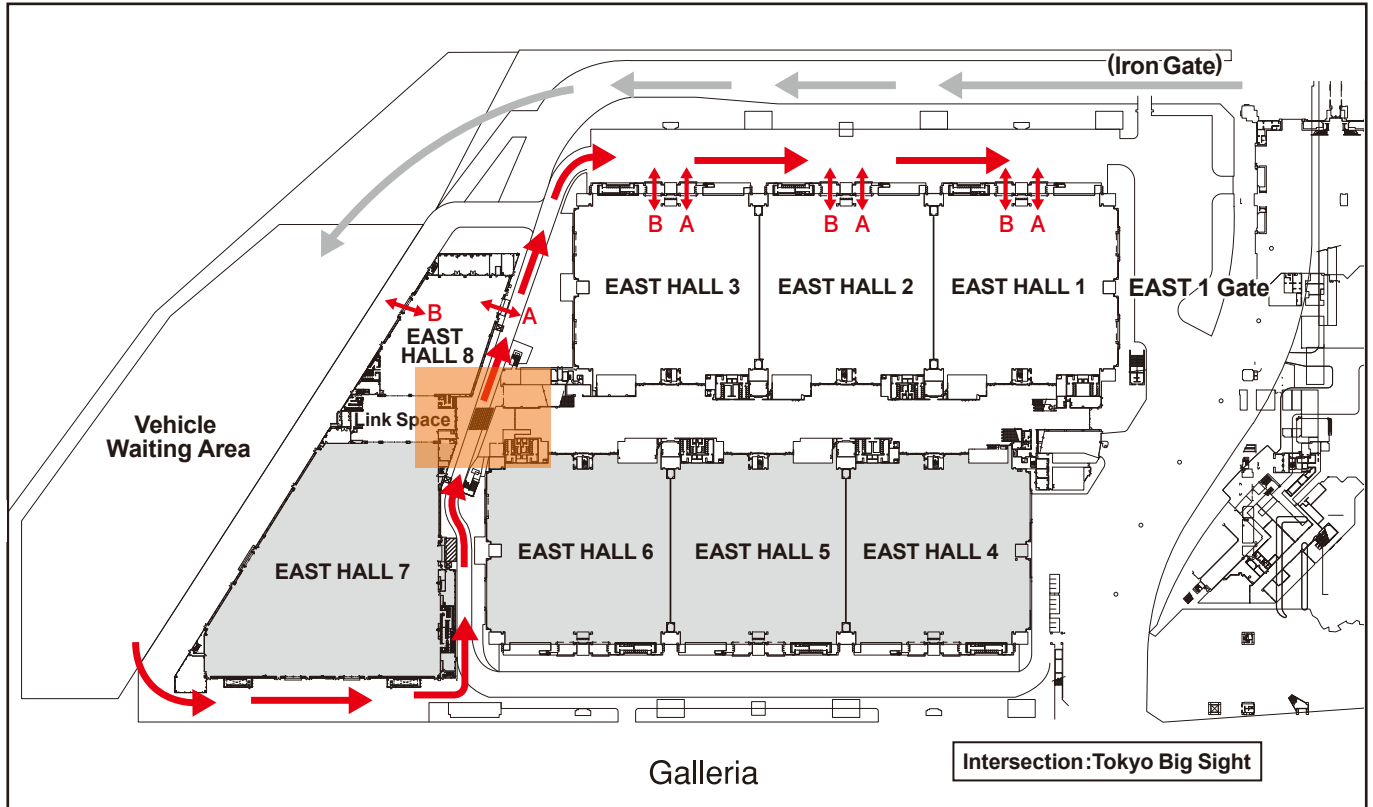 (Iron Gate)
B A
B A
B A
EAST HALL 3
EAST HALL 2
EAST HALL 1
EAST 1 Gate
B
A
EAST
HALL 8
Vehicle
Waiting Area
Link Space
EAST HALL 7
EAST HALL 6
EAST HALL 5
EAST HALL 4
Galleria
Intersection:Tokyo Big Sight